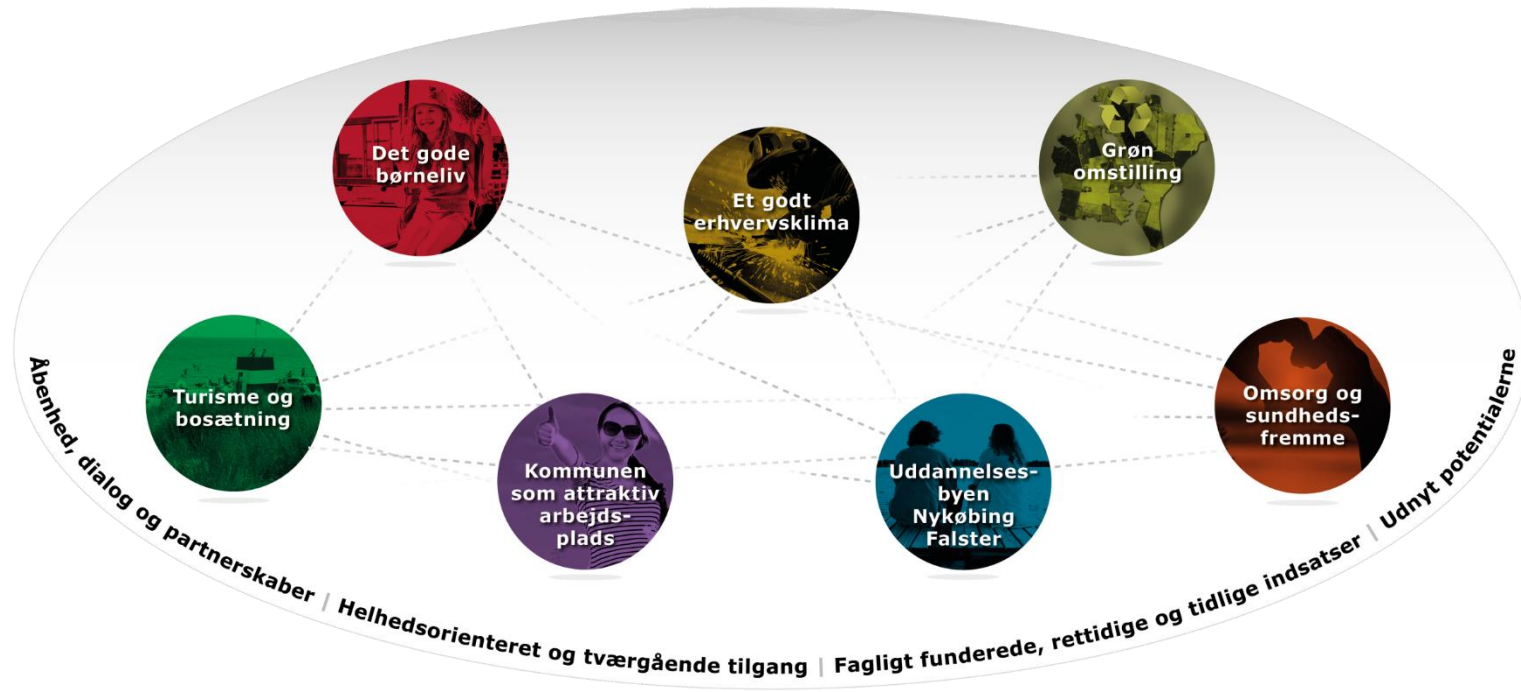 Det gode
børneliv
Et godt
erhvervsklima
Grøn
omstilling
Turisme og
bosætning
Kommunen
som attraktiv
arbejds-
plads
Uddannelses-
byen
Nykøbing
Falster
Omsorg og
sundheds-
fremme
Åbenhed, dialog og partnerskaber | Helhedsorienteret og tværgående tilgang | Fagligt funderede, rettidige og tidlige indsatser | Udnyt potentialerne